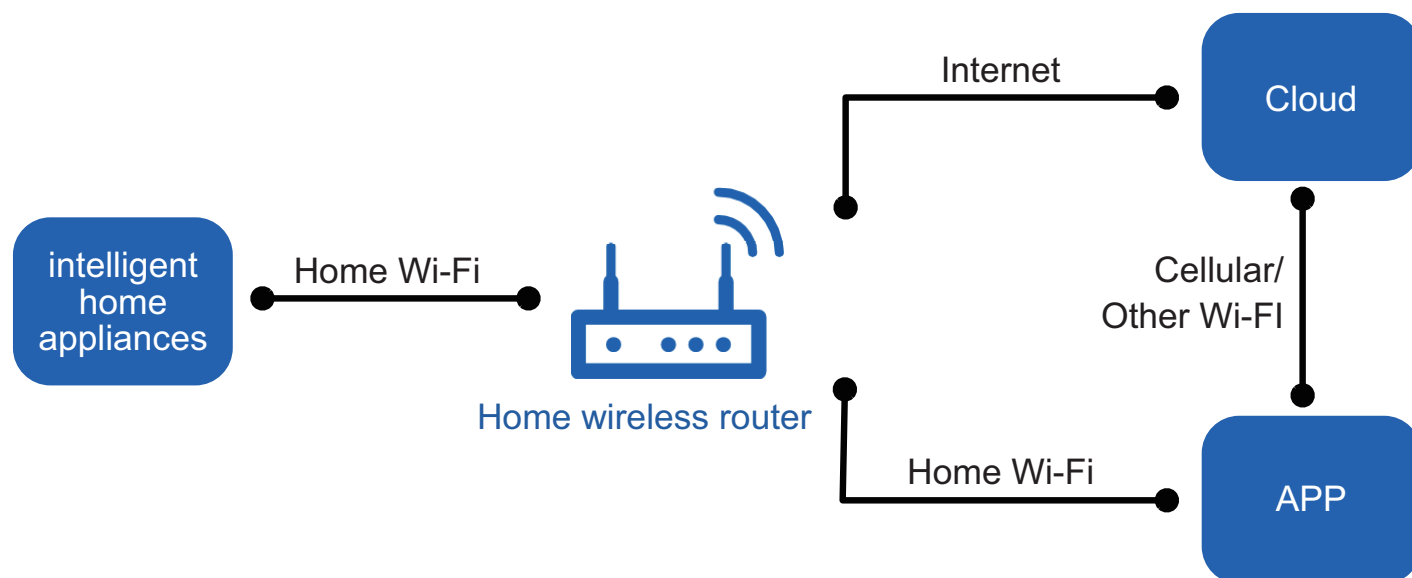 Internet
Cloud
intelligent
home
appliances
Home Wi-Fi
Cellular/
Other Wi-FI
Home wireless router
Home Wi-Fi
APP